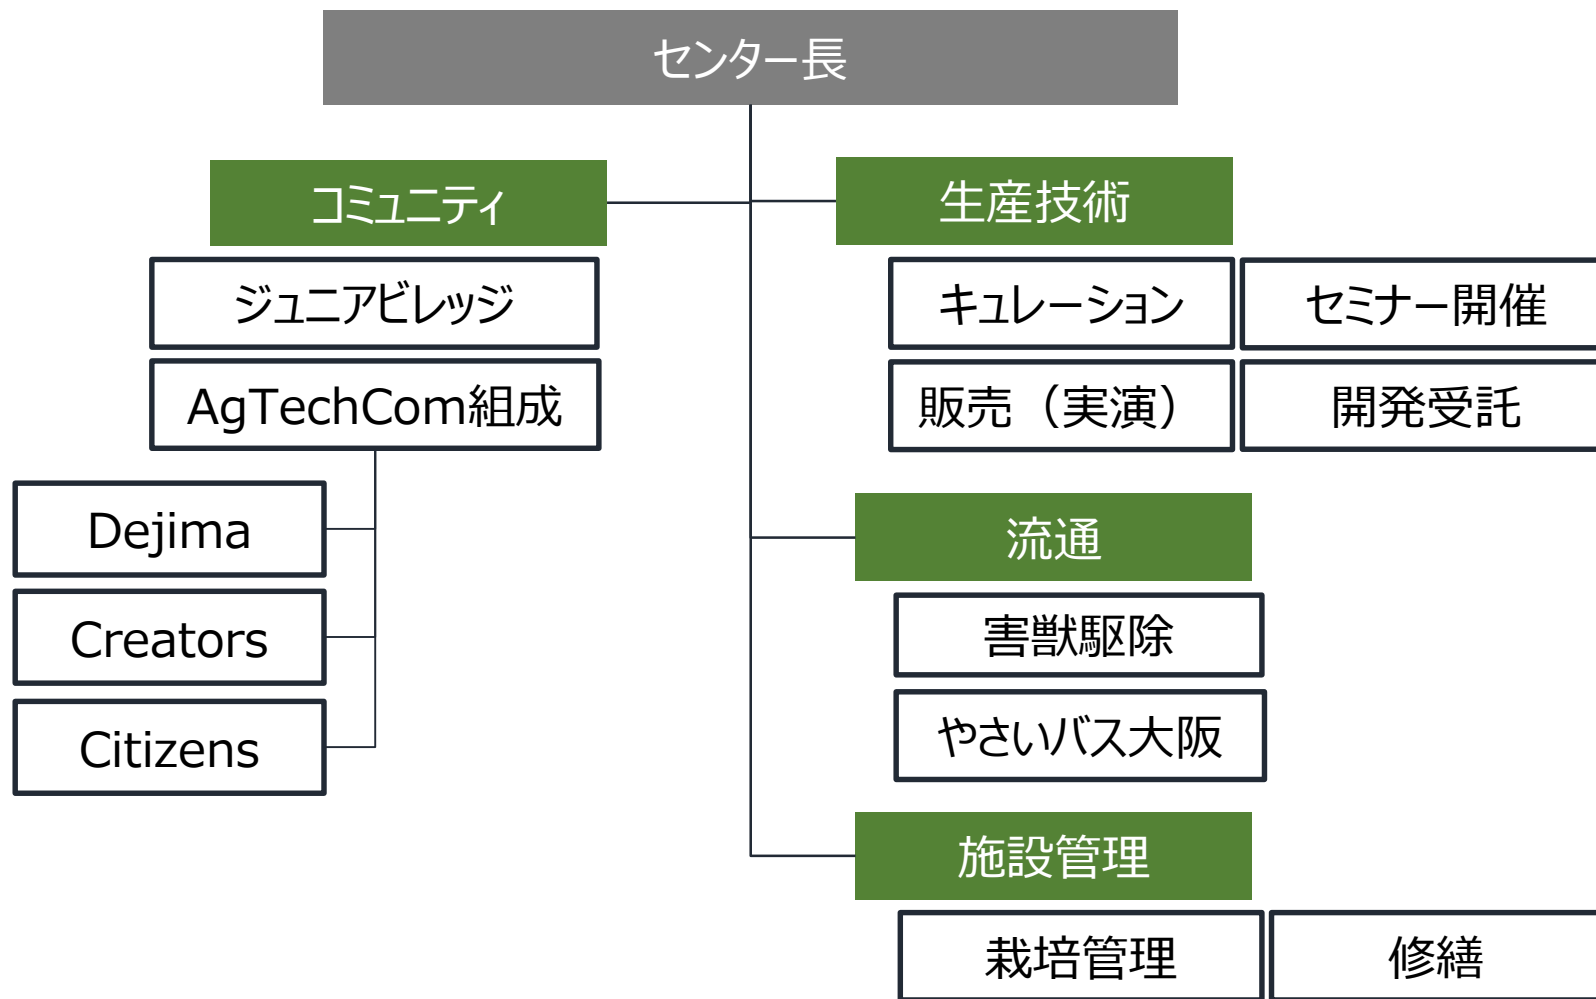 センター長
コミュニティ
ジュニアビレッジ
AgTechCom組成
Dejima
Creators
Citizens
生産技術
キュレーション
セミナー開催
販売（実演）
開発受託
流通
害獣駆除
やさいバス大阪
施設管理
栽培管理
修繕